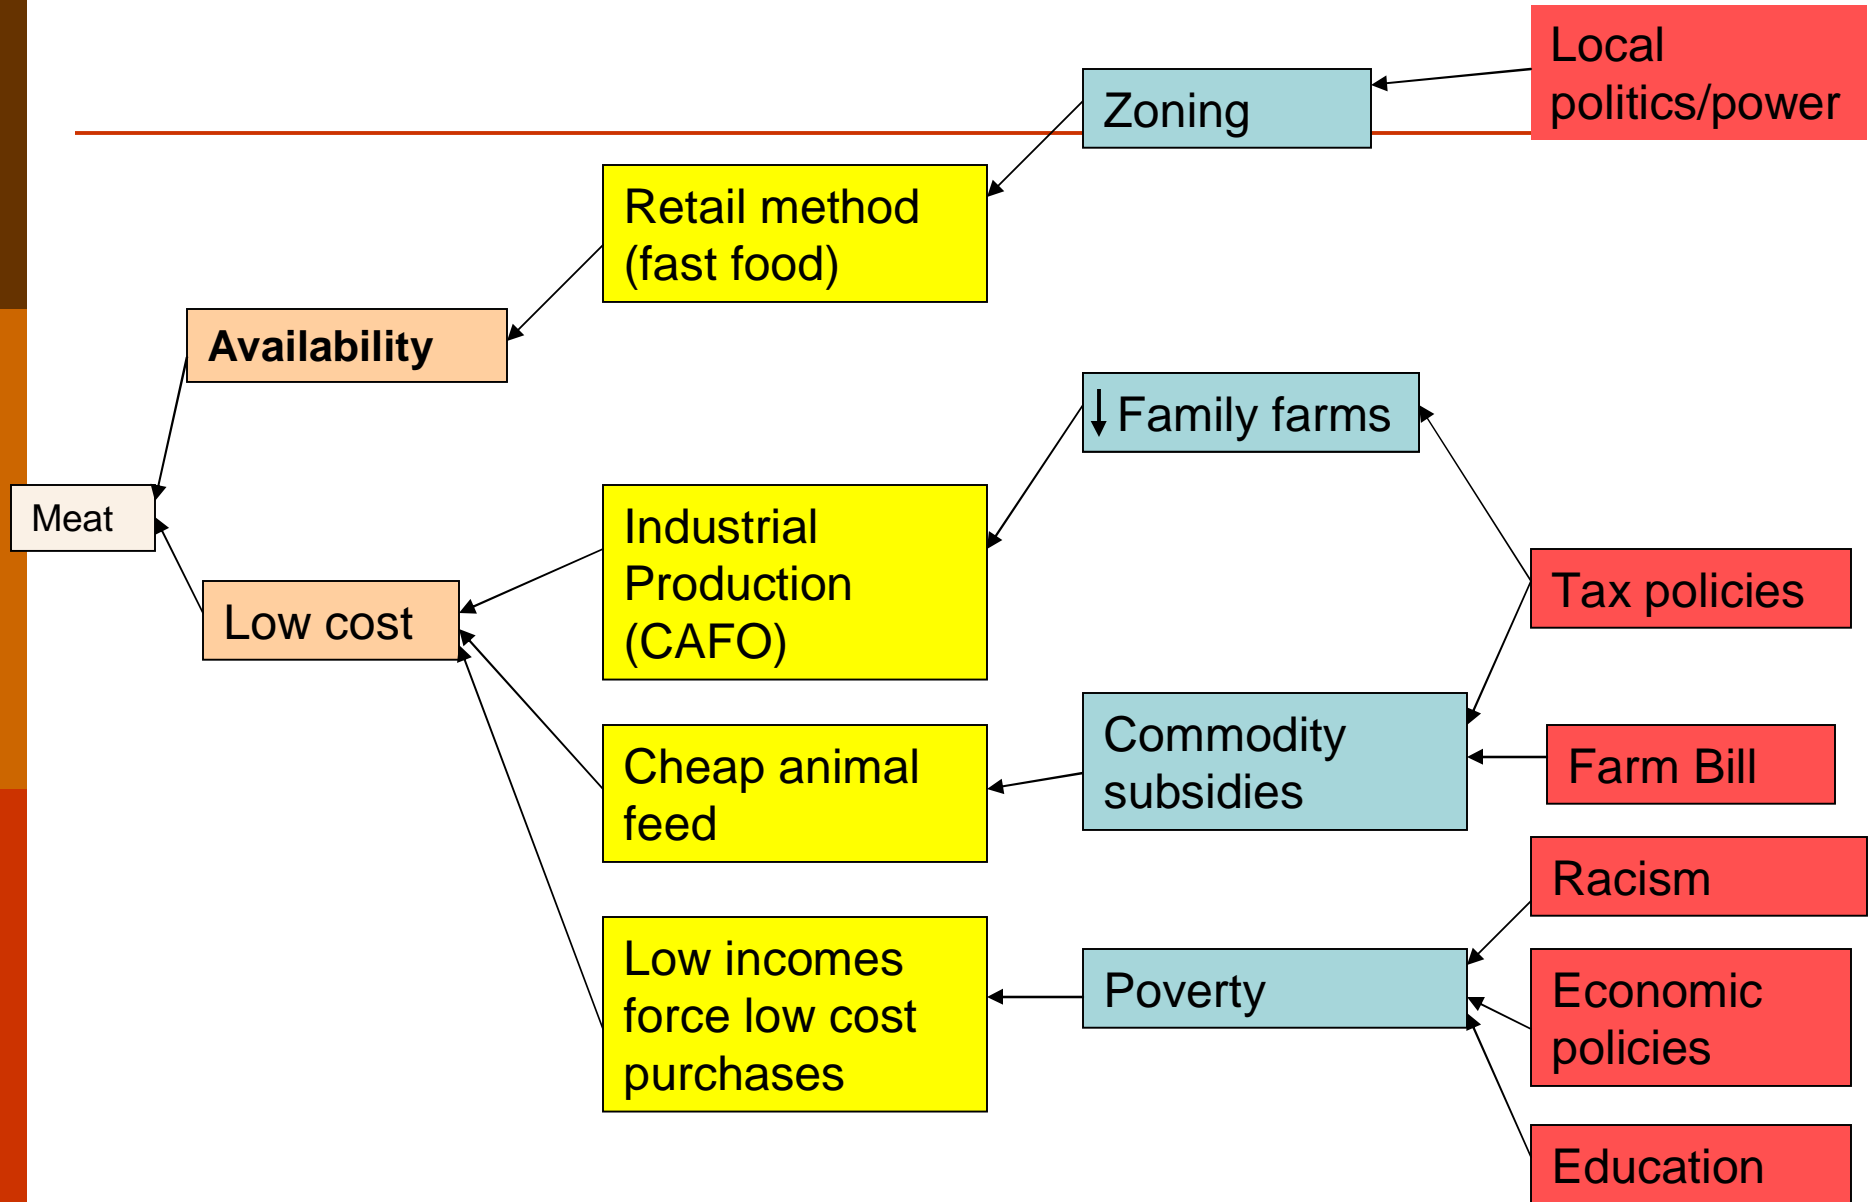 Local
politics/power
Zoning
Retail method
(fast food)
Availability
↓ Family farms
Meat
Industrial
Production
(CAFO)
Low cost
Tax policies
Commodity
subsidies
Cheap animal
feed
Farm Bill
Racism
Low incomes
force low cost
purchases
Poverty
Economic
policies
Education